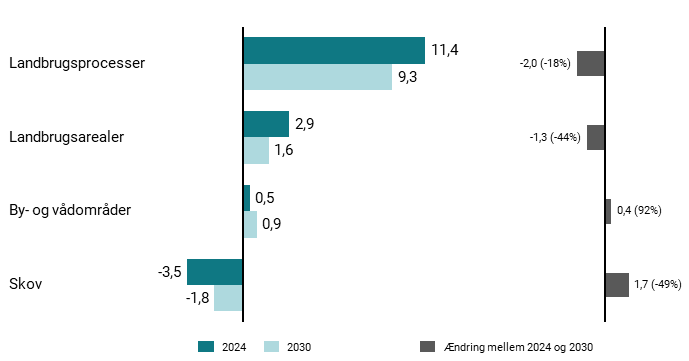 Landbrugsprocesser
11,4
9,3
-2,0 (-18%)
Landbrugsarealer
2,9
1,6
-1,3 (-44%)
By- og vådområder
0,5
0,9
0,4 (92%)
Skov
-3,5
-1,8
1,7 (-49%)
2024
2030
Ændring mellem 2024 og 2030